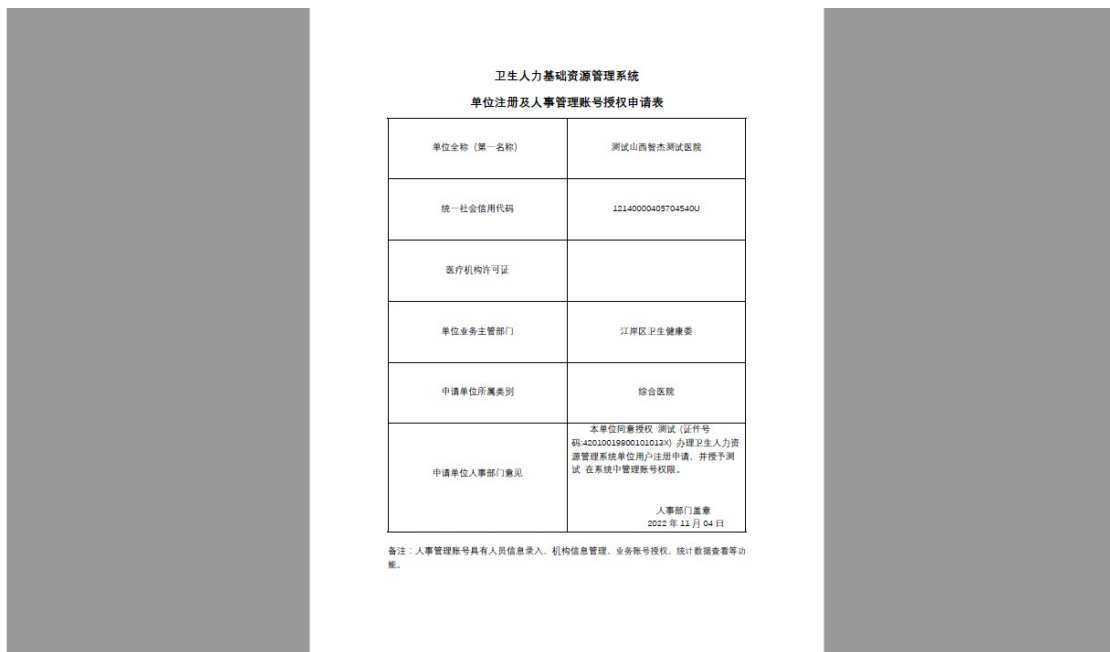 卫生人力基础资源管理系统
单位注册及人事管理账号授权申请表
单位全称（第一名称）
测试山西智杰测试医院
统一社会信用代码
12140000405704540U
医疗机构许可证
单位业务主管部门
江岸区卫生健康委
申请单位所属类别
综合医院
申请单位人事部门意见
本单位同意授权 测试 (证件号
码:42010019800101013X) 办理卫生人力资
源管理系统单位用户注册申请，并授予测
试 在系统中管理账号权限。
人事部门盖章
2022 年 11 月 04 日
备注：人事管理账号具有人员信息录入、机构信息管理、业务账号授权、统计数据查看等功
能。